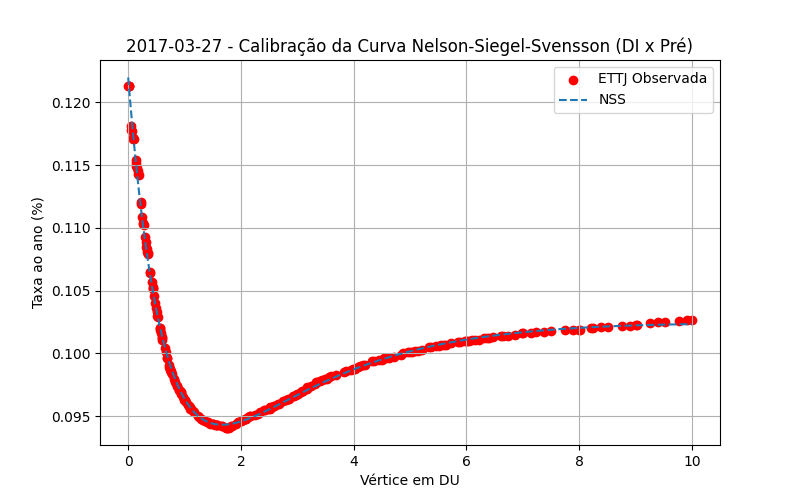 2017-03-27 - Calibração da Curva Nelson-Siegel-Svensson (DI x Pré)
ETTJ Observada
NSS
Taxa ao ano (%)
0.120
0.115
0.110
0.105
0.100
0.095
0 2 4 6 8 10
Vértice em DU